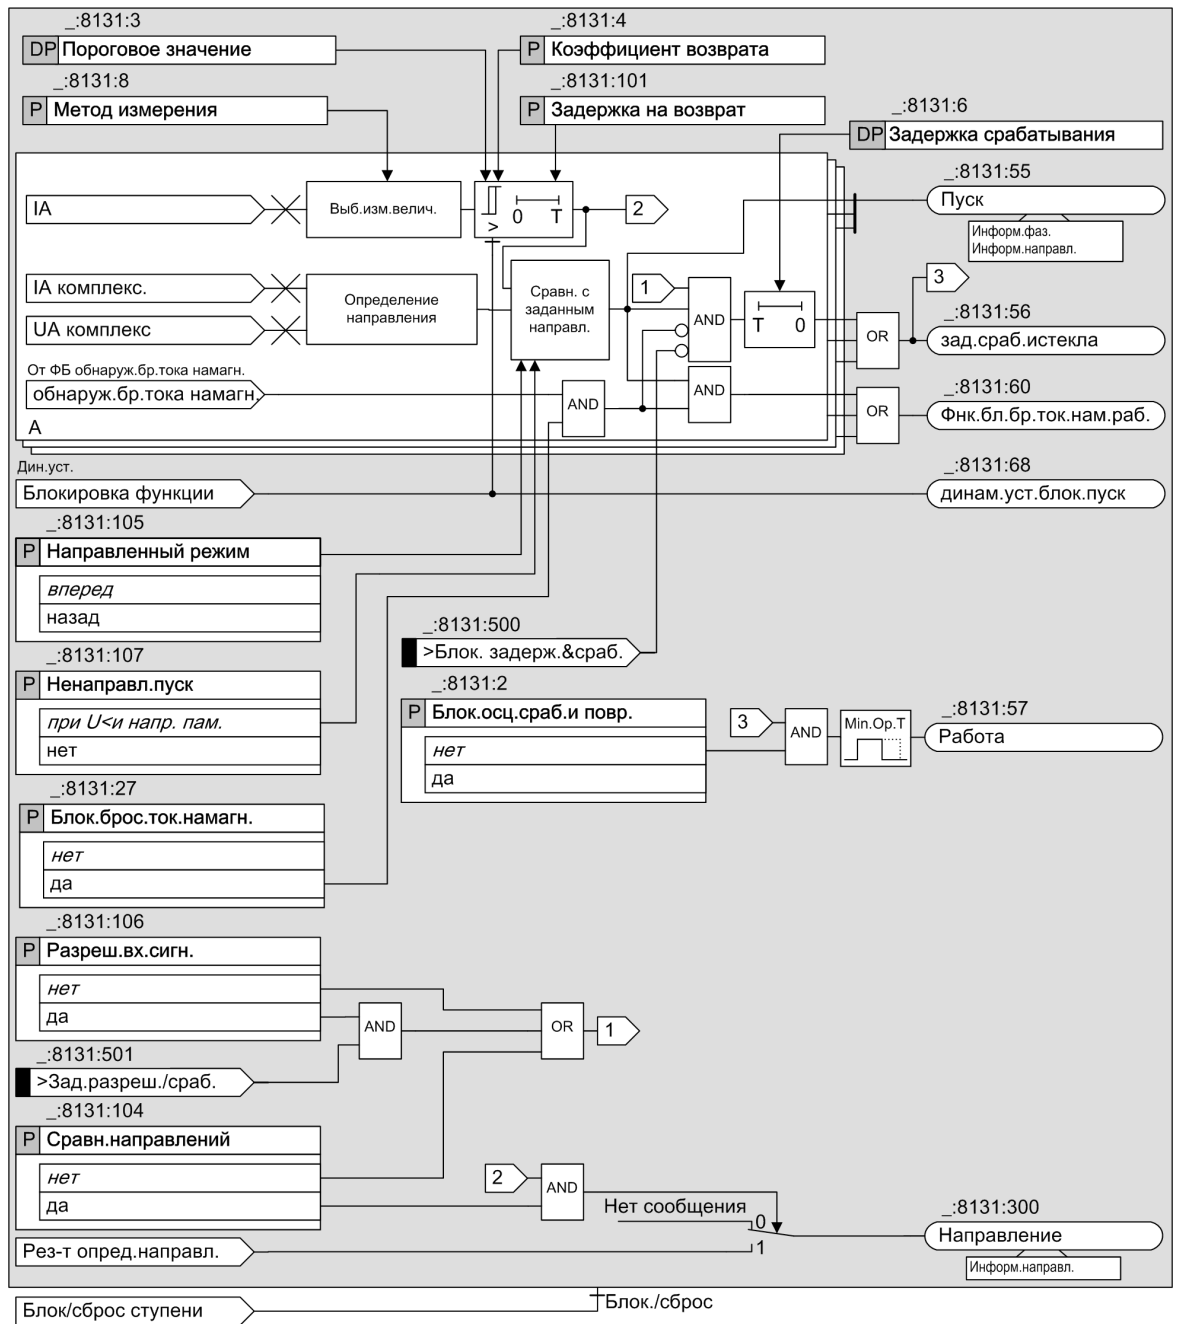 _:8131:3
DP Пороговое значение
_:8131:4
P Коэффициент возврата
_:8131:8
P Метод измерения
_:8131:101
P Задержка на возврат
_:8131:6
DP Задержка срабатывания
IA
Выб.изм.велич.
>
0 T
2
_:8131:55
Пуск
Информ.фаз.
Информ.направл.
IA комплекс.
UA комплекс
Определение
направления
Сравн. с
заданным
направл.
1
AND
T 0
OR
3
_:8131:56
зад.сраб.истекла
От ФБ обнаруж.бр.тока намагн.
обнаруж.бр.тока намагн.
AND
AND
OR
_:8131:60
Фнк.бл.бр.ток.нам.раб.
A
Дин.уст.
Блокировка функции
_:8131:68
динам.уст.блок.пуск
_:8131:105
P Направленный режим
вперед
назад
_:8131:107
P Ненаправл.пуск
при U<и напр. пам.
нет
_:8131:500
>Блок. задерж.&сраб.
_:8131:2
P Блок.осц.сраб.и повр.
нет
да
3
AND
Min.Op.T
_:8131:57
Работа
_:8131:27
P Блок.брос.ток.намагн.
нет
да
_:8131:106
P Разреш.вх.сигн.
нет
да
AND
OR
1
_:8131:501
>Зад.разреш./сраб.
_:8131:104
P Сравн.направлений
нет
да
2
AND
Нет сообщения
0
1
_:8131:300
Направление
Информ.направл.
Рез-т опред.направл.
Блок/сброс ступени
Блок./сброс